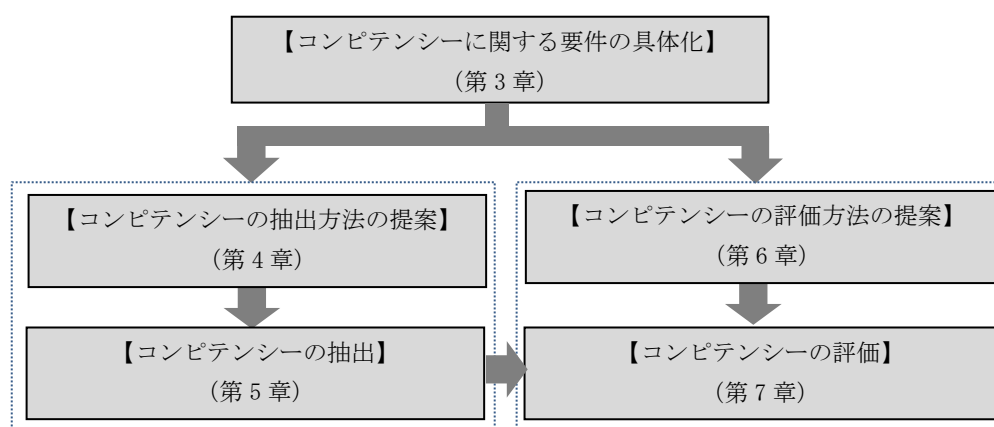 【コンピテンシーに関する要件の具体化】
（第 3 章）
【コンピテンシーの抽出方法の提案】
（第 4 章）
【コンピテンシーの評価方法の提案】
（第 6 章）
【コンピテンシーの抽出】
（第 5 章）
【コンピテンシーの評価】
（第 7 章）